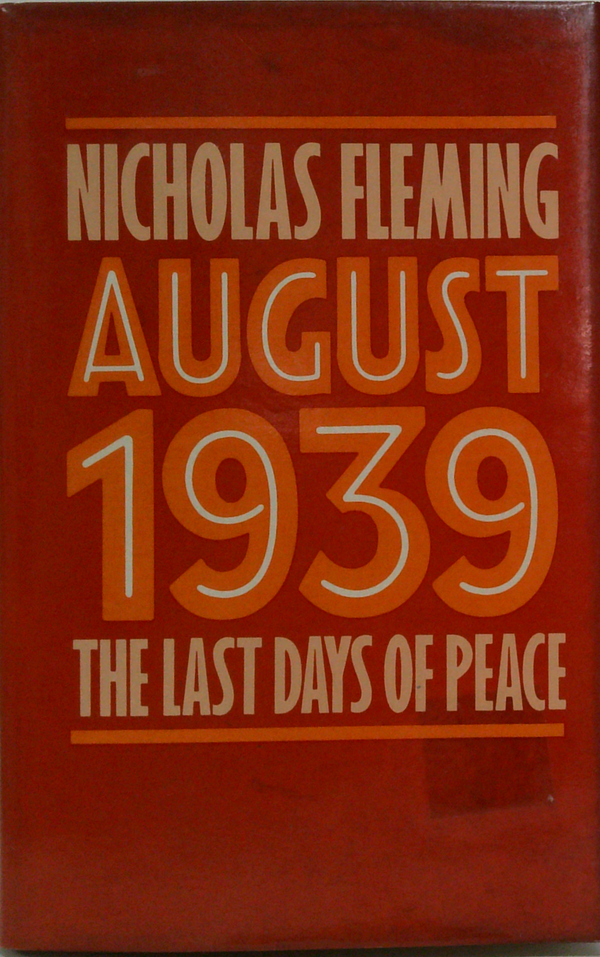 NICHOLAS FLEMING
AUGUST
1939
THE LAST DAYS OF PEACE